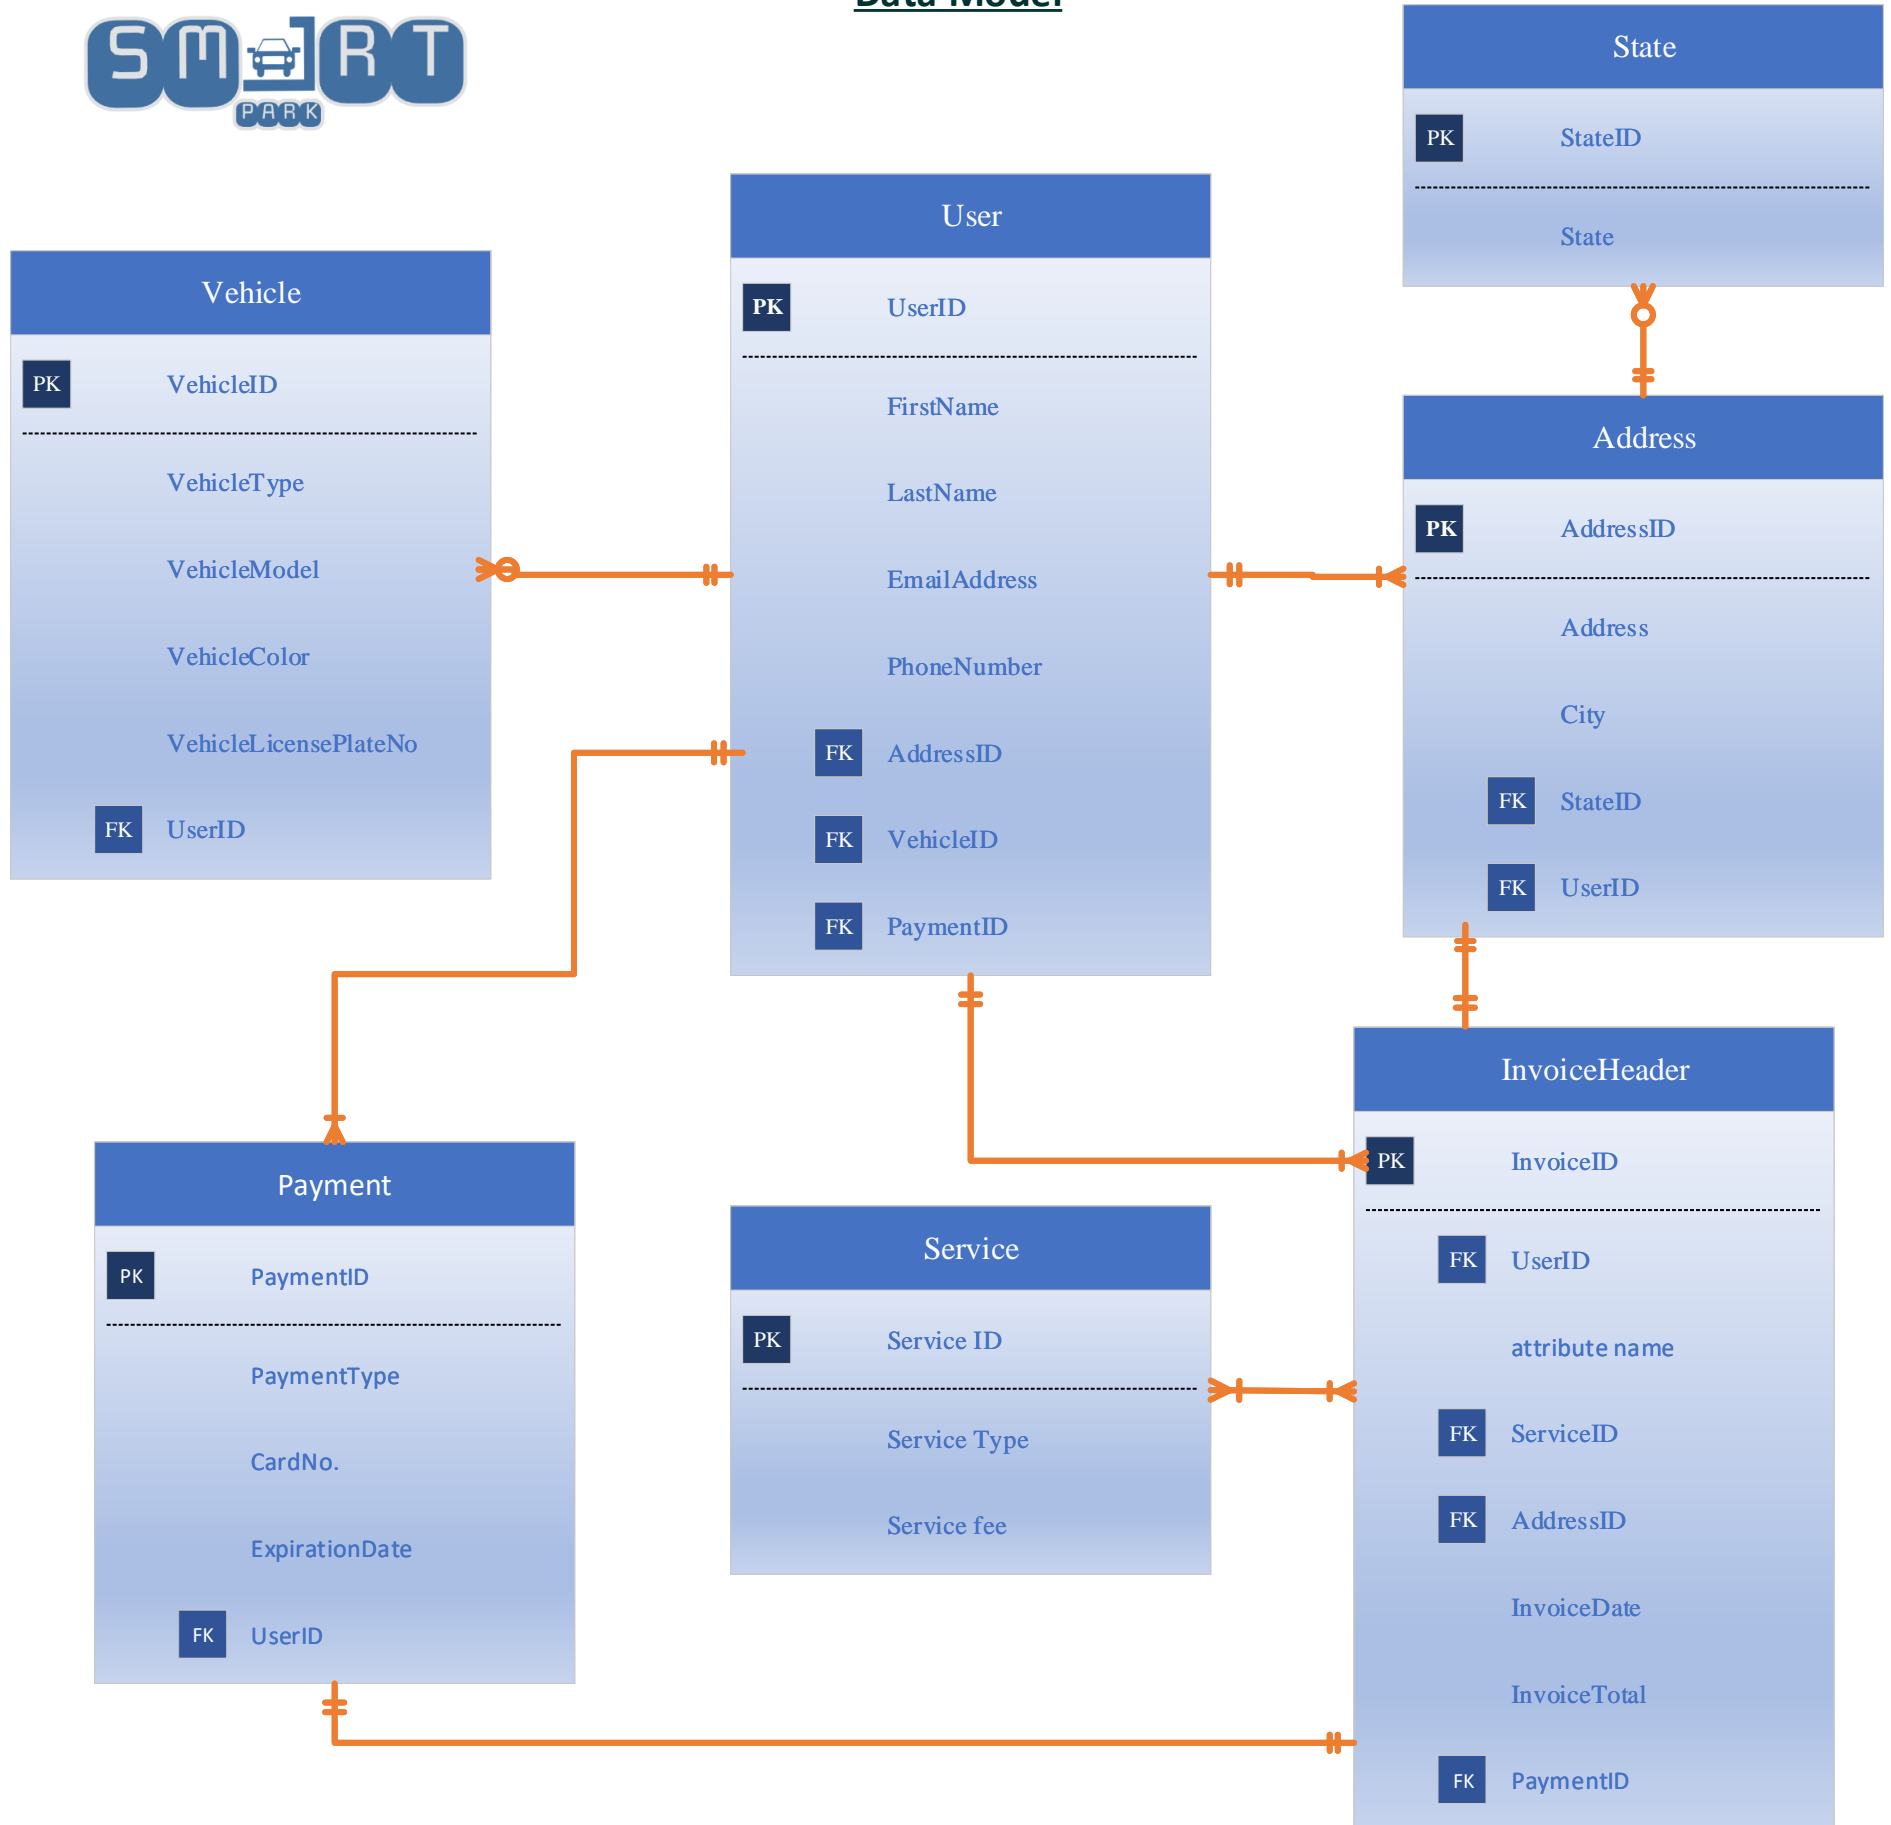 Data Model
SMART
PARK
State
PK StateID
State
User
PK UserID
FirstName
LastName
EmailAddress
PhoneNumber
FK AddressID
FK VehicleID
FK PaymentID
Vehicle
PK VehicleID
VehicleType
VehicleModel
VehicleColor
VehicleLicensePlateNo
FK UserID
Address
PK AddressID
Address
City
FK StateID
FK UserID
InvoiceHeader
PK InvoiceID
FK UserID
attribute name
FK ServiceID
FK AddressID
InvoiceDate
InvoiceTotal
FK PaymentID
Payment
PK PaymentID
PaymentType
CardNo.
ExpirationDate
FK UserID
Service
PK Service ID
Service Type
Service fee